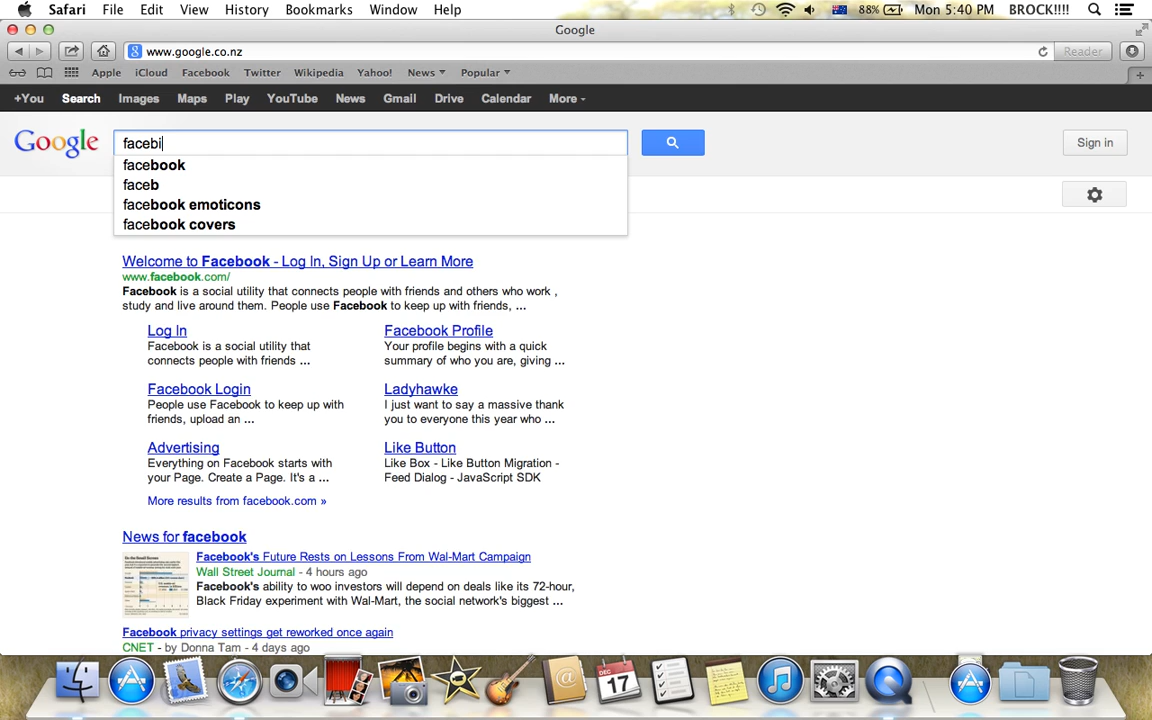 Safari File Edit View History Bookmarks Window Help 88% Mon 5:40 PM BROCK!!!!
Google
www.google.co.nz Reader
Apple iCloud Facebook Twitter Wikipedia Yahoo! News Popular
+You Search Images Maps Play YouTube News Gmail Drive Calendar More
Google facebi Sign in
facebook
faceb
facebook emoticons
facebook covers
Welcome to Facebook - Log In, Sign Up or Learn More
www.facebook.com/
Facebook is a social utility that connects people with friends and others who work ,
study and live around them. People use Facebook to keep up with friends, ...
Log In
Facebook is a social utility that
connects people with friends ...
Facebook Profile
Your profile begins with a quick
summary of who you are, giving ...
Facebook Login
People use Facebook to keep up with
friends, upload an ...
Ladyhawke
I just want to say a massive thank
you to everyone this year who ...
Advertising
Everything on Facebook starts with
your Page. Create a Page. It's a ...
Like Button
Like Box - Like Button Migration -
Feed Dialog - JavaScript SDK
More results from facebook.com »
News for facebook
Facebook's Future Rests on Lessons From Wal-Mart Campaign
Wall Street Journal - 4 hours ago
Facebook's ability to woo investors will depend on deals like its 72-hour,
Black Friday experiment with Wal-Mart, the social network's biggest ...
Facebook privacy settings get reworked once again
CNET - by Donna Tam - 4 days ago
DEC
17